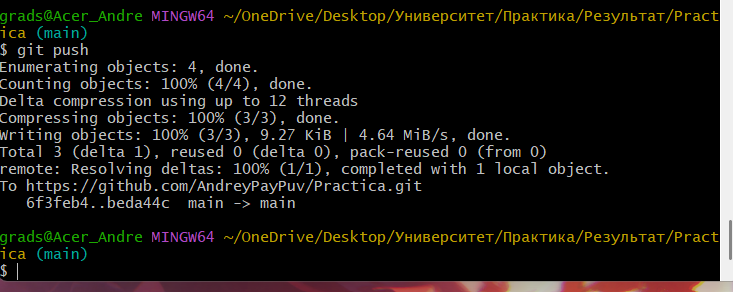 grads@Acer_Andre MINGW64 ~/OneDrive/Desktop/Университет/Практика/Результат/Pract
ica (main)
$ git push
Enumerating objects: 4, done.
Counting objects: 100% (4/4), done.
Delta compression using up to 12 threads
Compressing objects: 100% (3/3), done.
Writing objects: 100% (3/3), 9.27 KiB | 4.64 MiB/s, done.
Total 3 (delta 1), reused 0 (delta 0), pack-reused 0 (from 0)
remote: Resolving deltas: 100% (1/1), completed with 1 local object.
To https://github.com/AndreyPayPuv/Practica.git
   6f3feb4..beda44c  main -> main

grads@Acer_Andre MINGW64 ~/OneDrive/Desktop/Университет/Практика/Результат/Pract
ica (main)
$